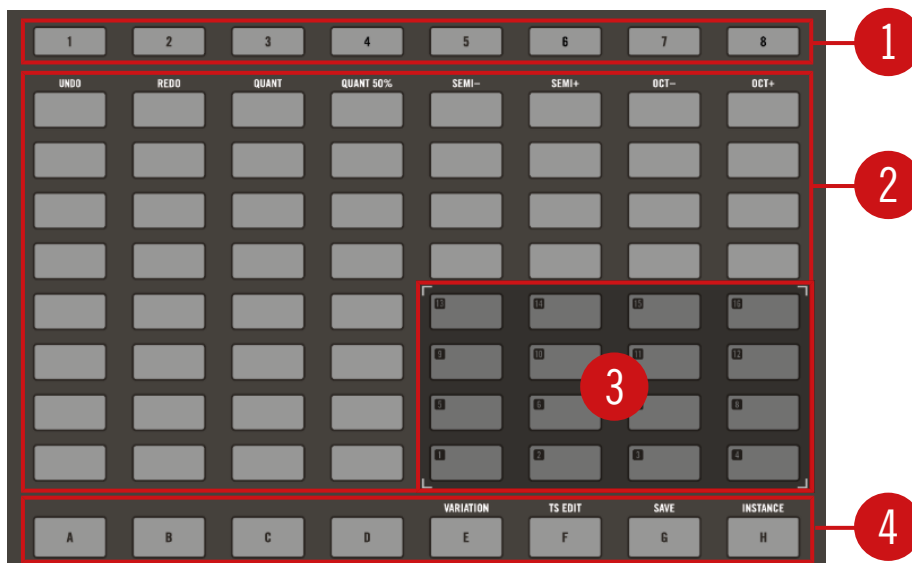 1 2 3 4 5 6 7 8
1
UNDO REDO QUANT QUANT 50% SEMI– SEMI+ OCT– OCT+
2
13 14 15 16
9 10 11 12
3
5 6 8
1 2 3 4
VARIATION TS EDIT SAVE INSTANCE
A B C D E F G H
4